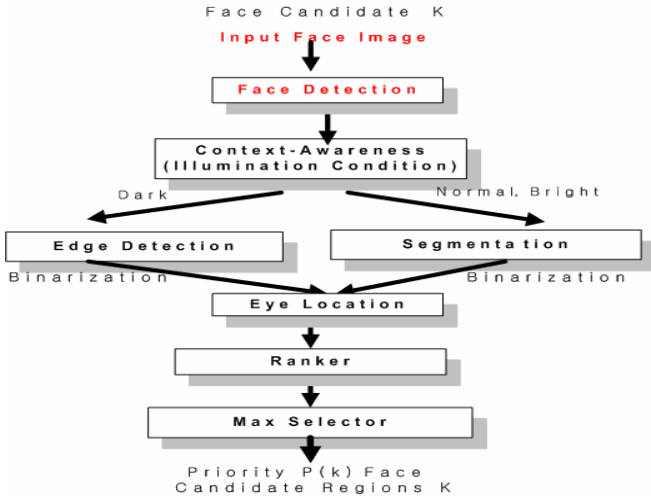 Face Candidate K
Input Face Image
Face Detection
Context-Awareness
(Illumination Condition)
Dark
Normal, Bright
Edge Detection
Segmentation
Binarization
Binarization
Eye Location
Ranker
Max Selector
Priority P(k) Face
Candidate Regions K